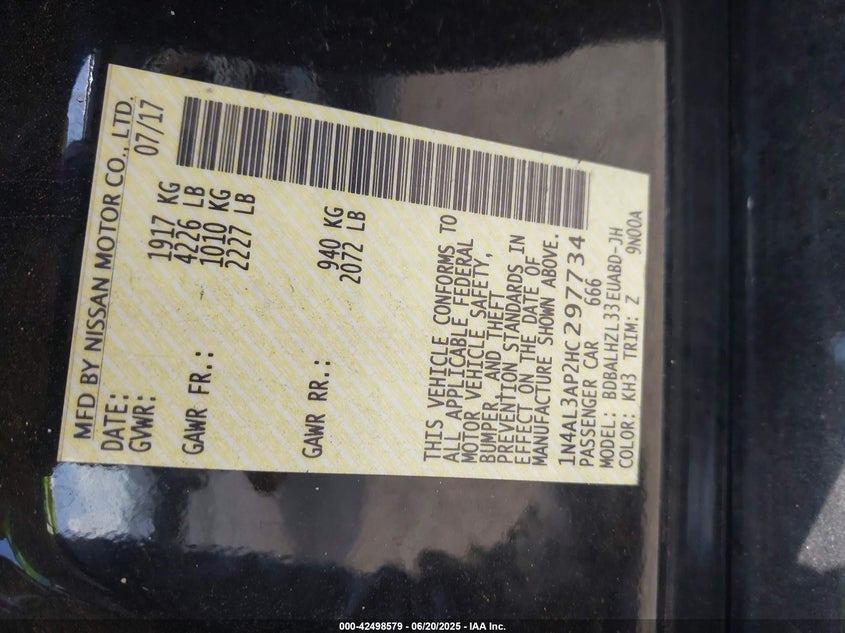 MFD BY NISSAN MOTOR CO., LTD.
DATE: 07/17
GVWR: 1917 KG
4226 LB
GAWR FR.: 1010 KG
2227 LB
GAWR RR.: 940 KG
2072 LB
THIS VEHICLE CONFORMS TO
ALL APPLICABLE FEDERAL
MOTOR VEHICLE SAFETY,
BUMPER, AND THEFT
PREVENTION STANDARDS IN
EFFECT ON THE DATE OF
MANUFACTURE SHOWN ABOVE.
1N4AL3AP2HC297734
PASSENGER CAR 666
MODEL: BDBALHZL33EUABD-JH
COLOR: KH3 TRIM: Z 9N00A
000-42498579 - 06/20/2025 - IAA Inc.